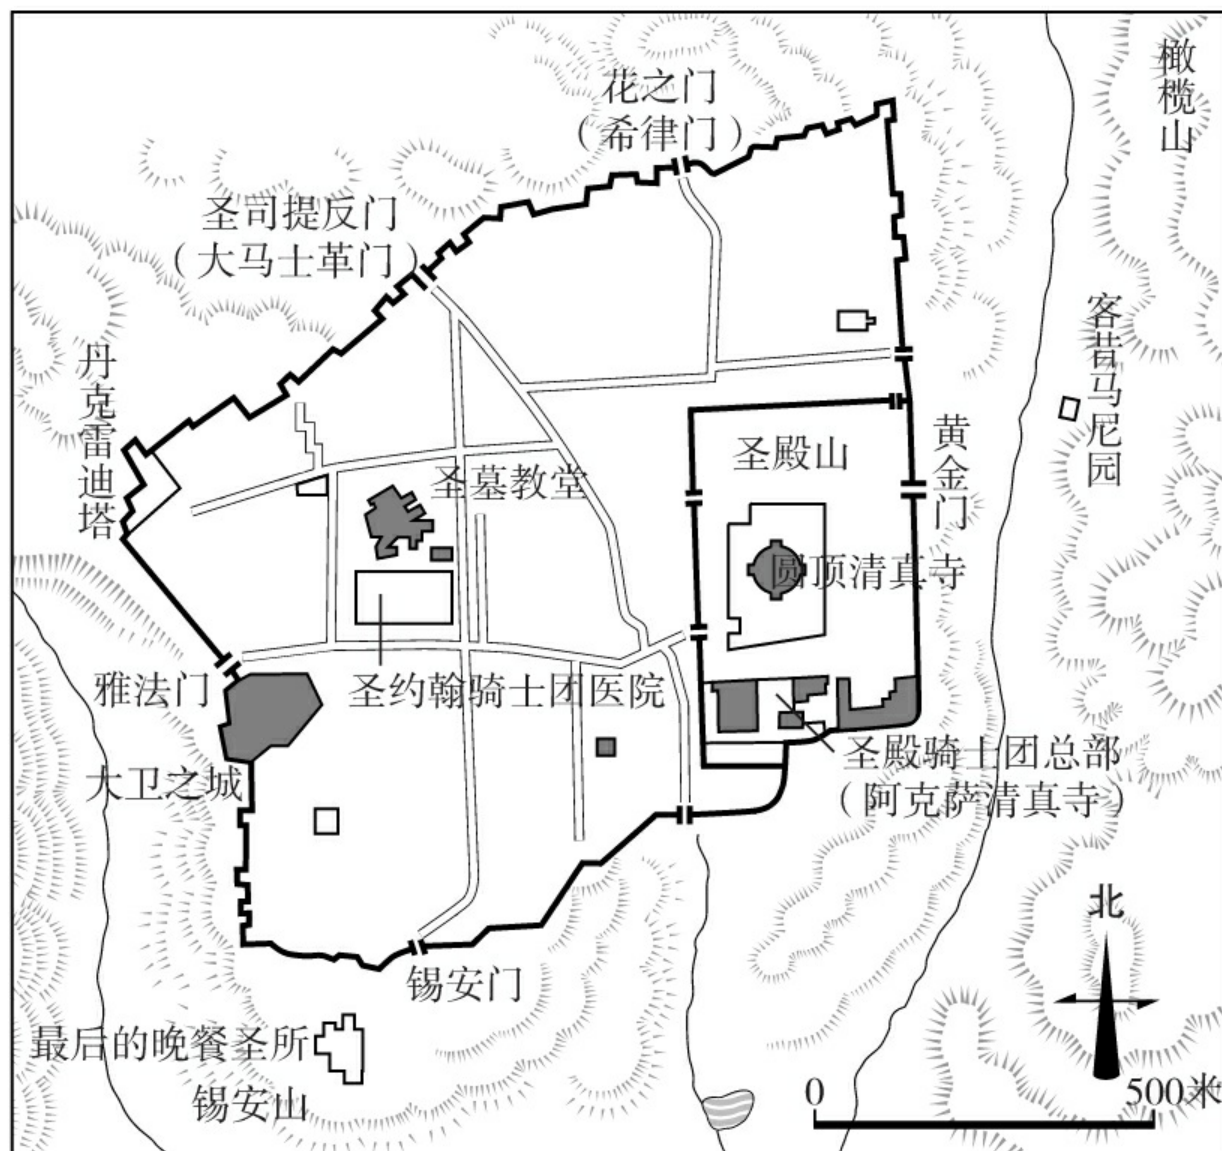 橄榄山
花之门
（希律门）
圣司提反门
（大马士革门）
客昔马尼园
丹克雷迪塔
黄金门
圣殿山
圣墓教堂
圆顶清真寺
雅法门
圣约翰骑士团医院
大卫之城
圣殿骑士团总部
（阿克萨清真寺）
北
锡安门
最后的晚餐圣所
锡安山
0 500米